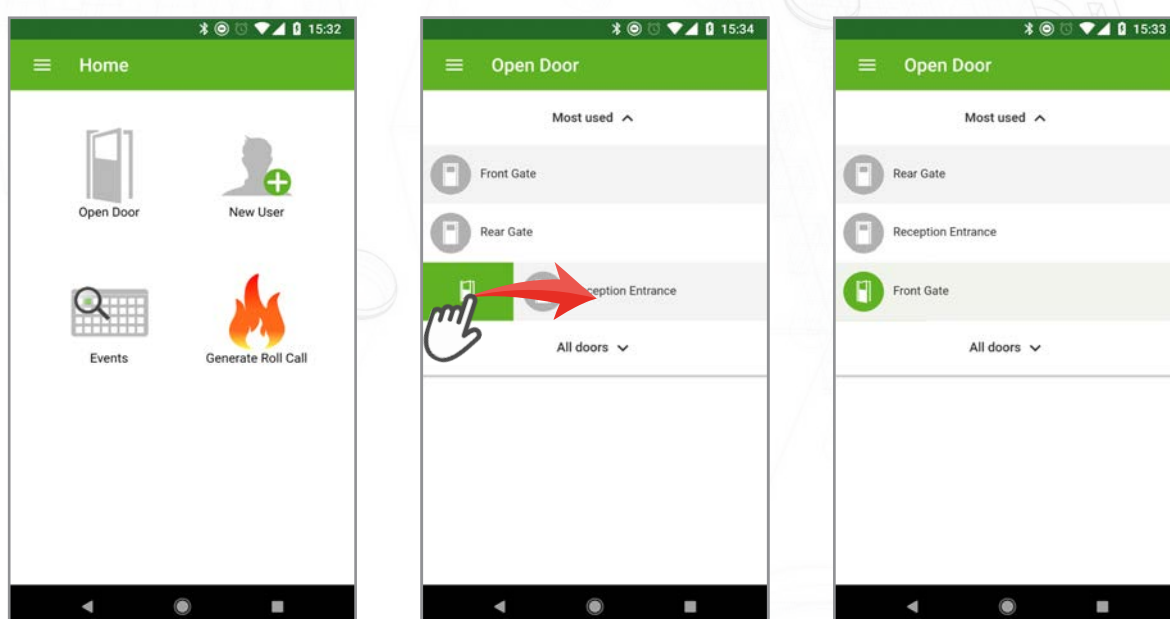 15:32
Home
Open Door
New User
Events
Generate Roll Call
15:34
Open Door
Most used
Front Gate
Rear Gate
ception Entrance
All doors
15:33
Open Door
Most used
Rear Gate
Reception Entrance
Front Gate
All doors